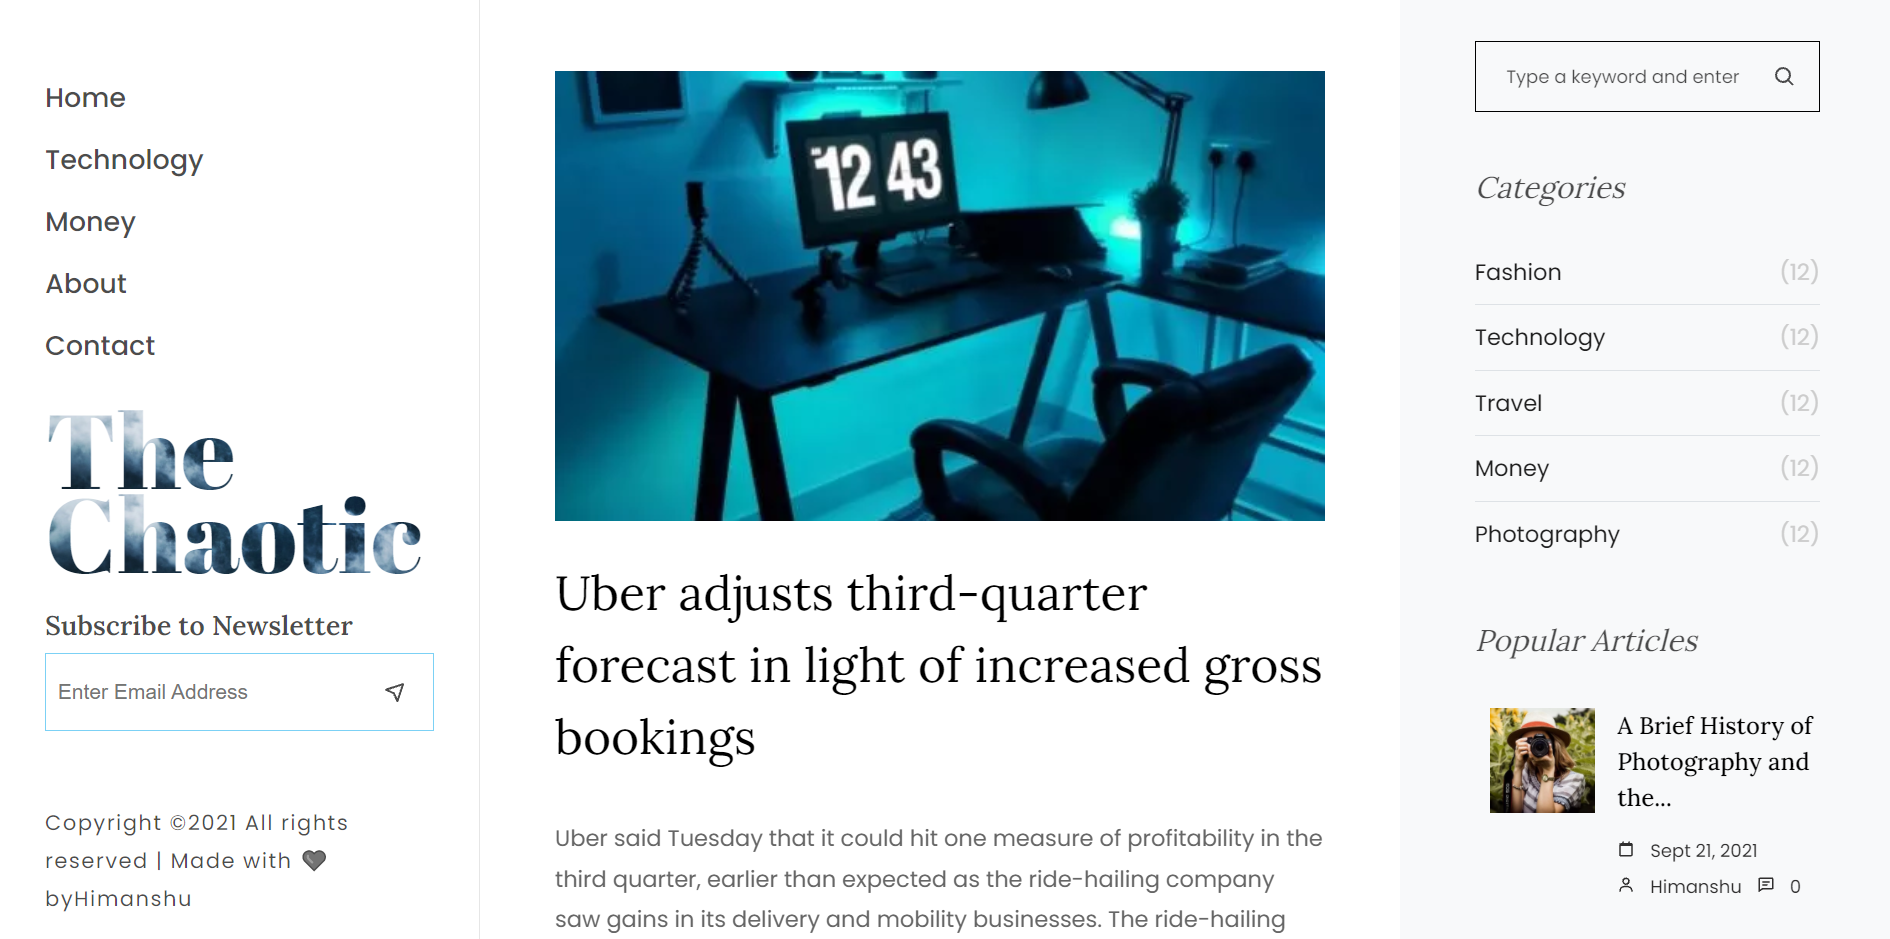 Home
Technology
Money
About
Contact
The
Chaotic
Subscribe to Newsletter
Enter Email Address
Copyright ©2021 All rights
reserved | Made with 🖤
byHimanshu
12 43
Uber adjusts third-quarter
forecast in light of increased gross
bookings
Uber said Tuesday that it could hit one measure of profitability in the
third quarter, earlier than expected as the ride-hailing company
saw gains in its delivery and mobility businesses. The ride-hailing
Type a keyword and enter
Categories
Fashion (12)
Technology (12)
Travel (12)
Money (12)
Photography (12)
Popular Articles
A Brief History of
Photography and
the...
Sept 21, 2021
Himanshu 0